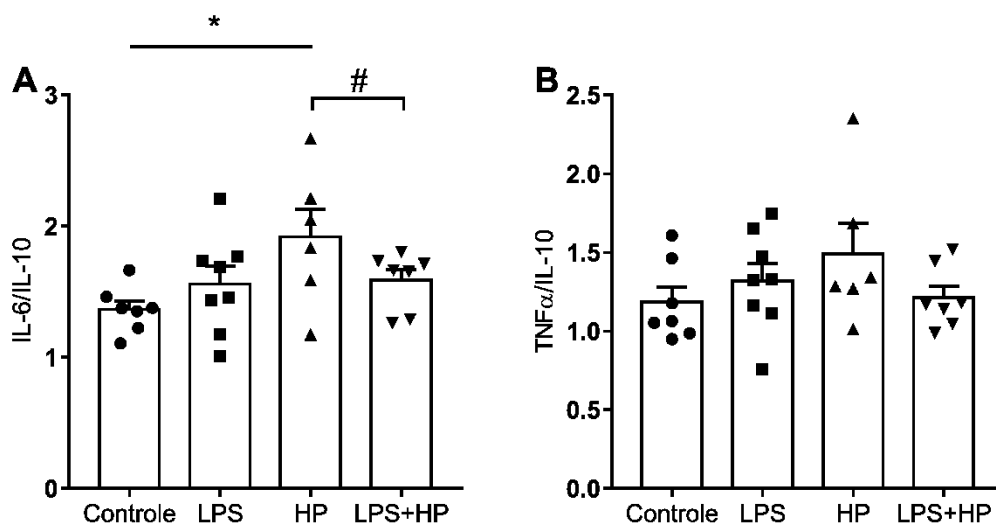 A
*
#
IL-6/IL-10
3
2
1
0
Controle LPS HP LPS+HP
B
TNFα/IL-10
2.5
2.0
1.5
1.0
0.5
0.0
Controle LPS HP LPS+HP